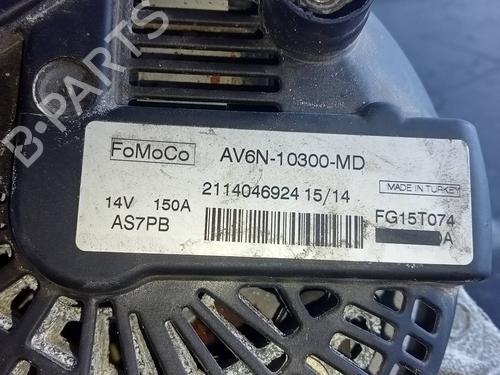 FoMoCo AV6N-10300-MD
2114046924 15/14
MADE IN TURKEY
14V 150A
FG15T074
AS7PB
A
B-PARTS